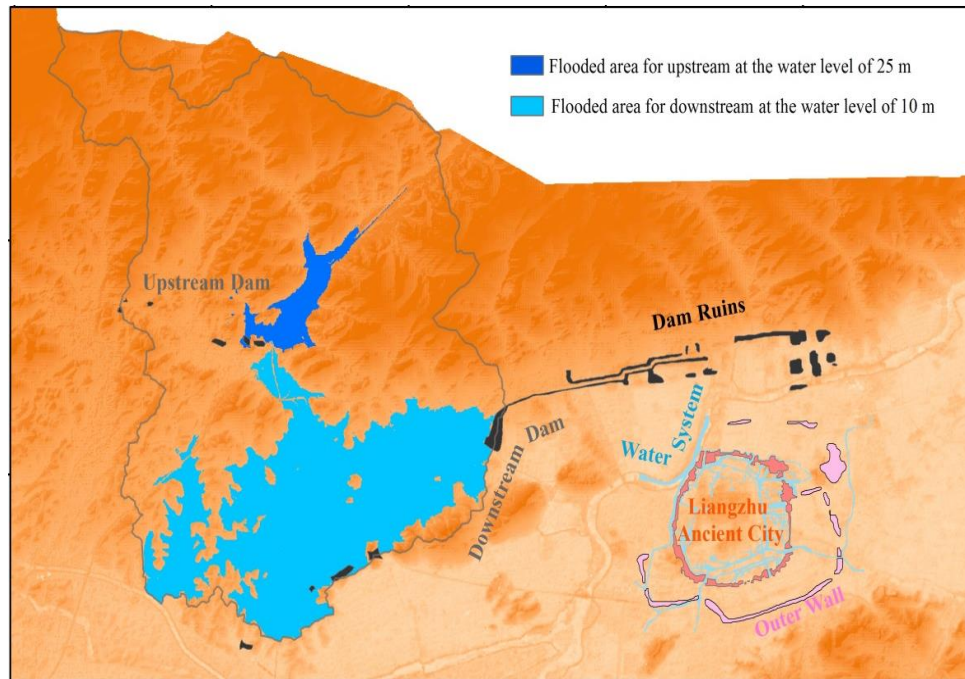 Flooded area for upstream at the water level of 25 m
Flooded area for downstream at the water level of 10 m
Upstream Dam
Dam Ruins
Downstream Dam
Water System
Liangzhu
Ancient City
Outer Wall